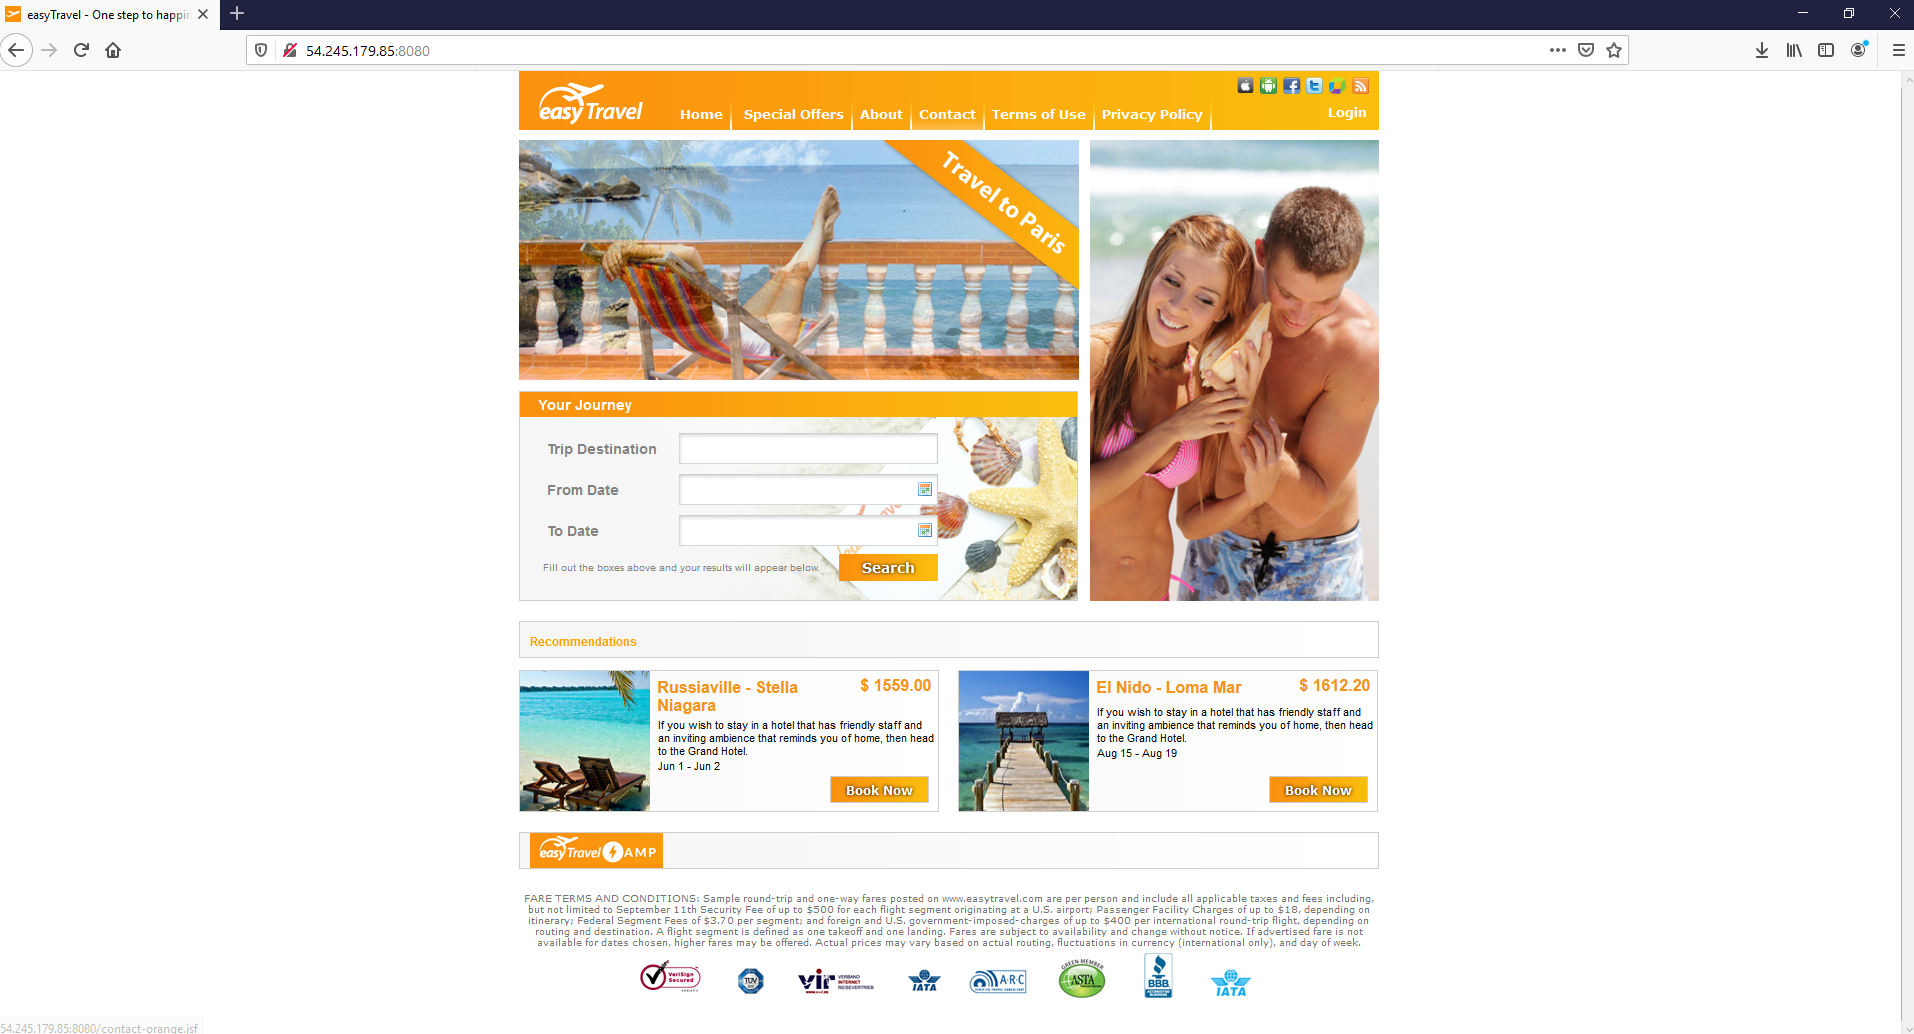 easyTravel - One step to happin
54.245.179.85:8080
easyTravel
Home
Special Offers
About
Contact
Terms of Use
Privacy Policy
Login
Travel to Paris
Your Journey
Trip Destination
From Date
To Date
Fill out the boxes above and your results will appear below.
Search
Recommendations
Russiaville - Stella
Niagara
$ 1559.00
If you wish to stay in a hotel that has friendly staff and
an inviting ambience that reminds you of home, then head
to the Grand Hotel.
Jun 1 - Jun 2
Book Now
El Nido - Loma Mar
$ 1612.20
If you wish to stay in a hotel that has friendly staff and
an inviting ambience that reminds you of home, then head
to the Grand Hotel.
Aug 15 - Aug 19
Book Now
easyTravel AMP
FARE TERMS AND CONDITIONS: Sample round-trip and one-way fares posted on www.easytravel.com are per person and include all applicable taxes and fees including,
but not limited to September 11th Security Fee of up to $500 for each flight segment originating at a U.S. airport; Passenger Facility Charges of up to $18, depending on
itinerary; Federal Segment Fees of $3.70 per segment; and foreign and U.S. government-imposed-charges of up to $400 per international round-trip flight, depending on
routing and destination. A flight segment is defined as one takeoff and one landing. Fares are subject to availability and change without notice. If advertised fare is not
available for dates chosen, higher fares may be offered. Actual prices may vary based on actual routing, fluctuations in currency (international only), and day of week.
VeriSign
Secured
TÜV
vir
VERBAND
INTERNET
REISEVERTRIEB
IATA
A·R·C
GREEN MEMBER
ASTA
BBB
ACCREDITED
BUSINESS
IATA
54.245.179.85:8080/contact-orange.jsf